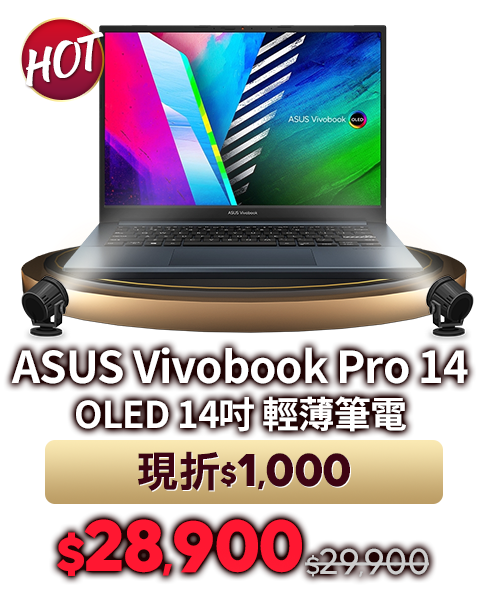 HOT
ASUS Vivobook OLED
ASUS Vivobook
ASUS Vivobook Pro 14
OLED 14吋 輕薄筆電
現折$1,000
$28,900 $29,900